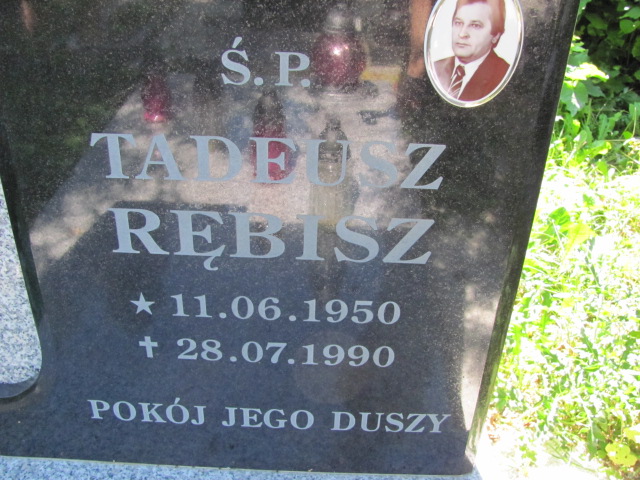 Ś.P.
TADEUSZ
RĘBISZ
★ 11.06.1950
✝ 28.07.1990
POKÓJ JEGO DUSZY